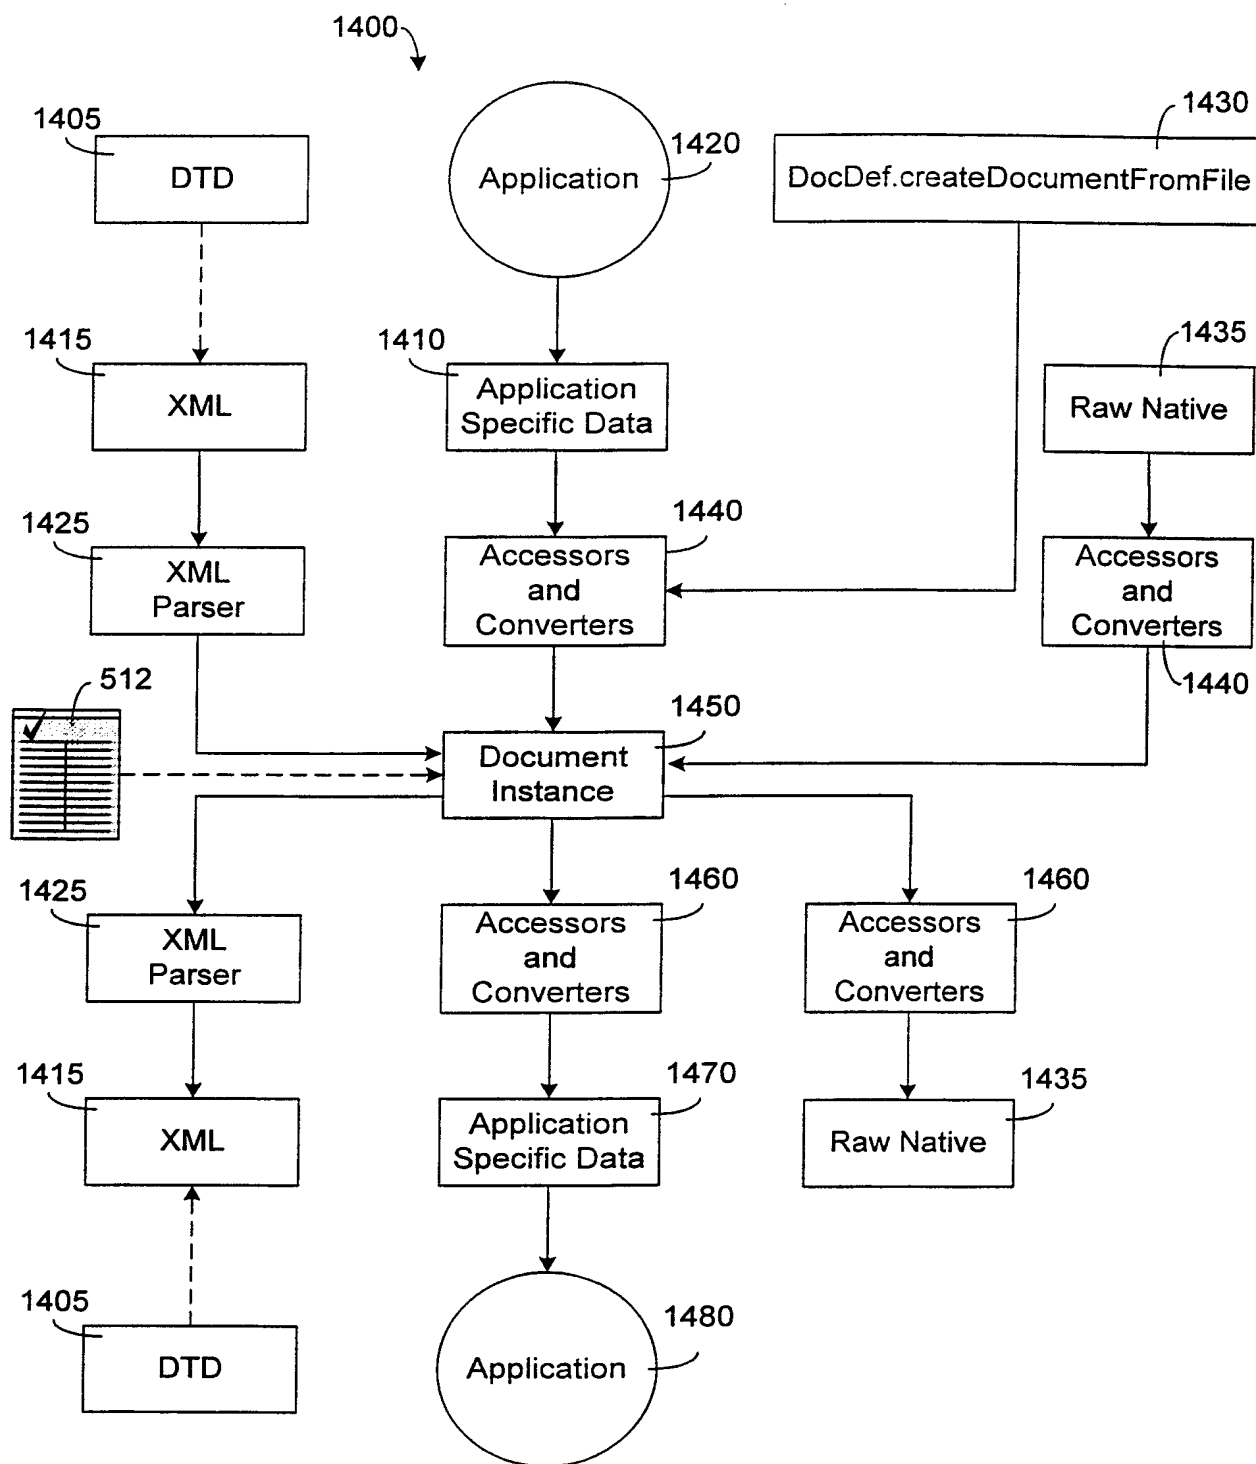 1400
1405
DTD
1420
Application
1430
DocDef.createDocumentFromFile
1415
XML
1410
Application
Specific Data
1435
Raw Native
1425
XML
Parser
1440
Accessors
and
Converters
Accessors
and
Converters
1440
512
1450
Document
Instance
1425
XML
Parser
1460
Accessors
and
Converters
1460
Accessors
and
Converters
1415
XML
1470
Application
Specific Data
1435
Raw Native
1405
DTD
1480
Application